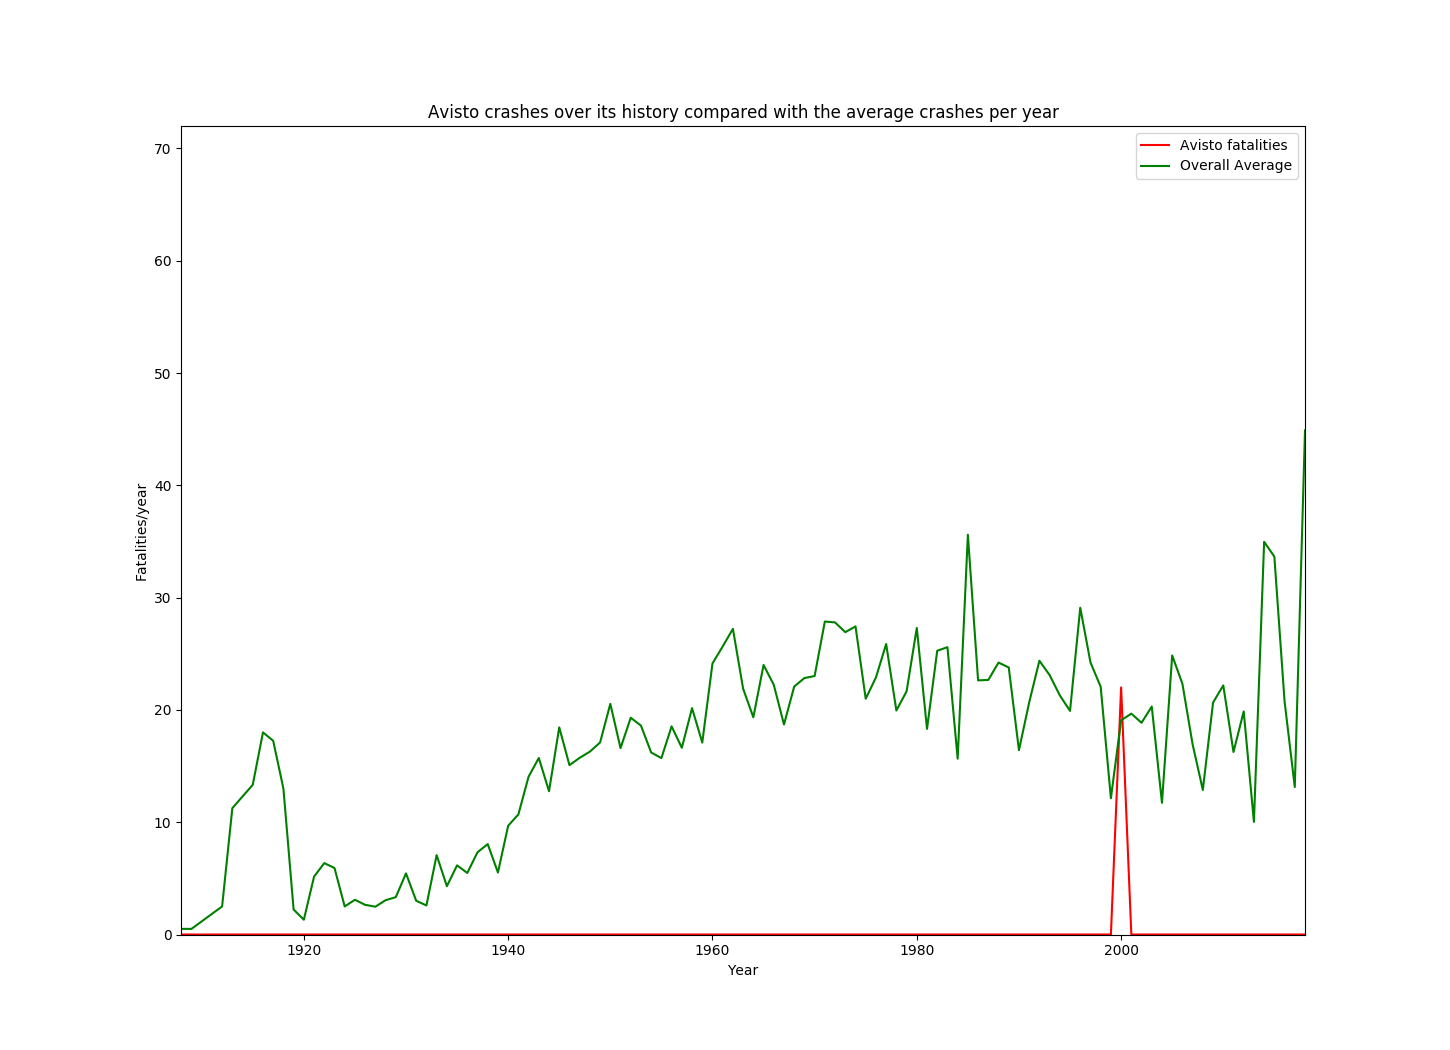 Avisto crashes over its history compared with the average crashes per year
Avisto fatalities
Overall Average
70
60
50
40
30
20
10
0
Fatalities/year
1920 1940 1960 1980 2000
Year